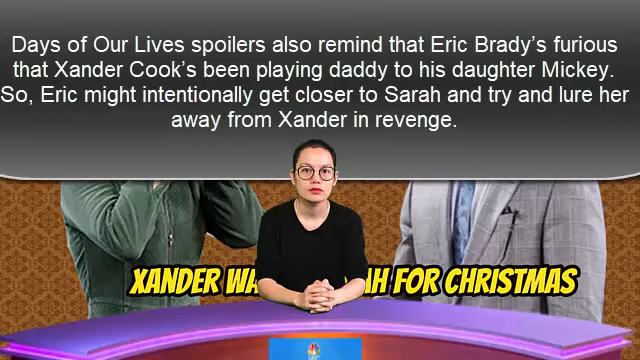 Days of Our Lives spoilers also remind that Eric Brady’s furious
that Xander Cook’s been playing daddy to his daughter Mickey.
So, Eric might intentionally get closer to Sarah and try and lure her
away from Xander in revenge.
XANDER FOR CHRISTMAS